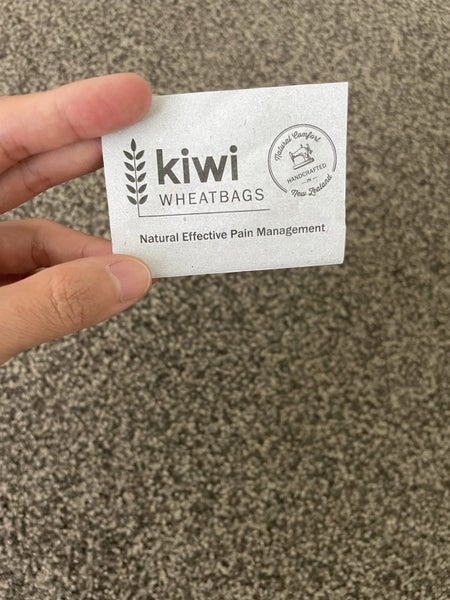 kiwi
WHEATBAGS
Natural Comfort
HANDCRAFTED
IN
New Zealand
Natural Effective Pain Management